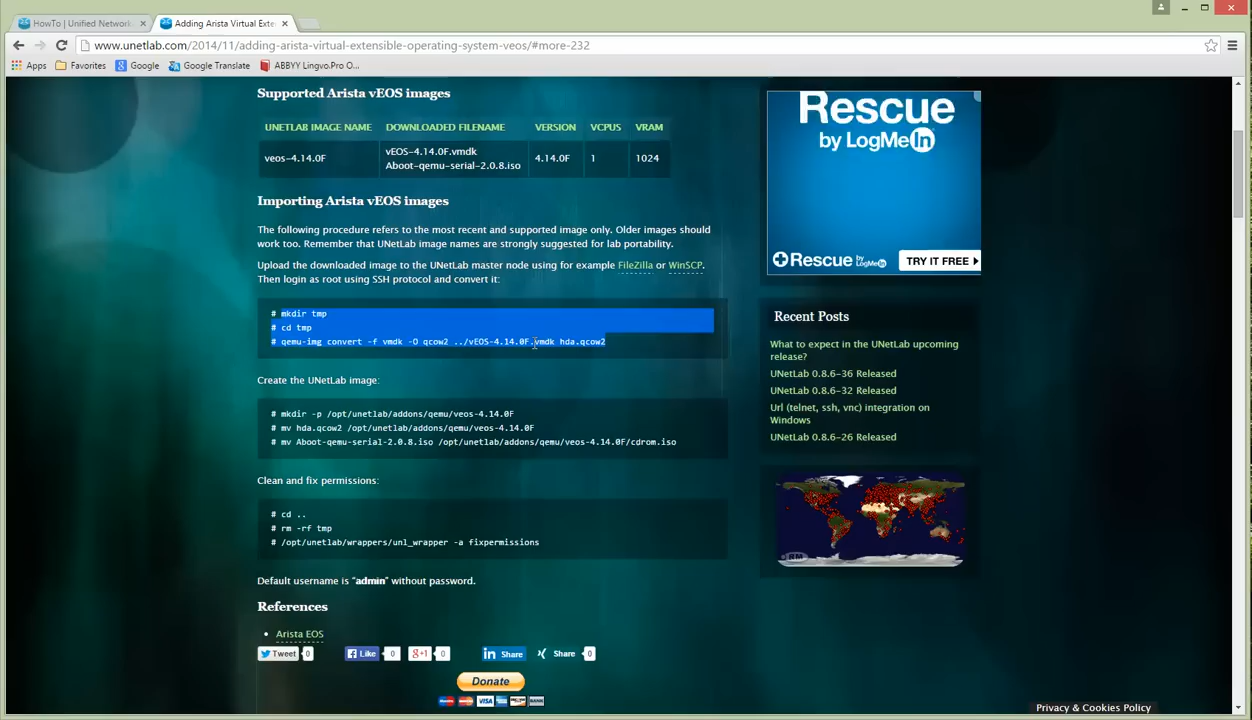 HowTo | Unified Networ
Adding Arista Virtual Exte
www.unetlab.com/2014/11/adding-arista-virtual-extensible-operating-system-veos/#more-232
Apps Favorites Google Google Translate ABBYY Lingvo.Pro O...
Supported Arista vEOS images
UNETLAB IMAGE NAME DOWNLOADED FILENAME VERSION VCPUS VRAM
veos-4.14.0F vEOS-4.14.0F.vmdk 4.14.0F 1 1024
Aboot-qemu-serial-2.0.8.iso
Importing Arista vEOS images
The following procedure refers to the most recent and supported image only. Older images should
work too. Remember that UNetLab image names are strongly suggested for lab portability.
Upload the downloaded image to the UNetLab master node using for example FileZilla or WinSCP.
Then login as root using SSH protocol and convert it:
# mkdir tmp
# cd tmp
# qemu-img convert -f vmdk -O qcow2 ../vEOS-4.14.0F.vmdk hda.qcow2
Create the UNetLab image:
# mkdir -p /opt/unetlab/addons/qemu/veos-4.14.0F
# mv hda.qcow2 /opt/unetlab/addons/qemu/veos-4.14.0F
# mv Aboot-qemu-serial-2.0.8.iso /opt/unetlab/addons/qemu/veos-4.14.0F/cdrom.iso
Clean and fix permissions:
# cd ..
# rm -rf tmp
# /opt/unetlab/wrappers/unl_wrapper -a fixpermissions
Default username is "admin" without password.
References
Arista EOS
Tweet 0 Like 0 g+1 0 in Share Share 0
Donate
VISA BANK
Rescue
by LogMeIn
Rescue by LogMeIn TRY IT FREE
Recent Posts
What to expect in the UNetLab upcoming
release?
UNetLab 0.8.6-36 Released
UNetLab 0.8.6-32 Released
Url (telnet, ssh, vnc) integration on
Windows
UNetLab 0.8.6-26 Released
RM
Privacy & Cookies Policy